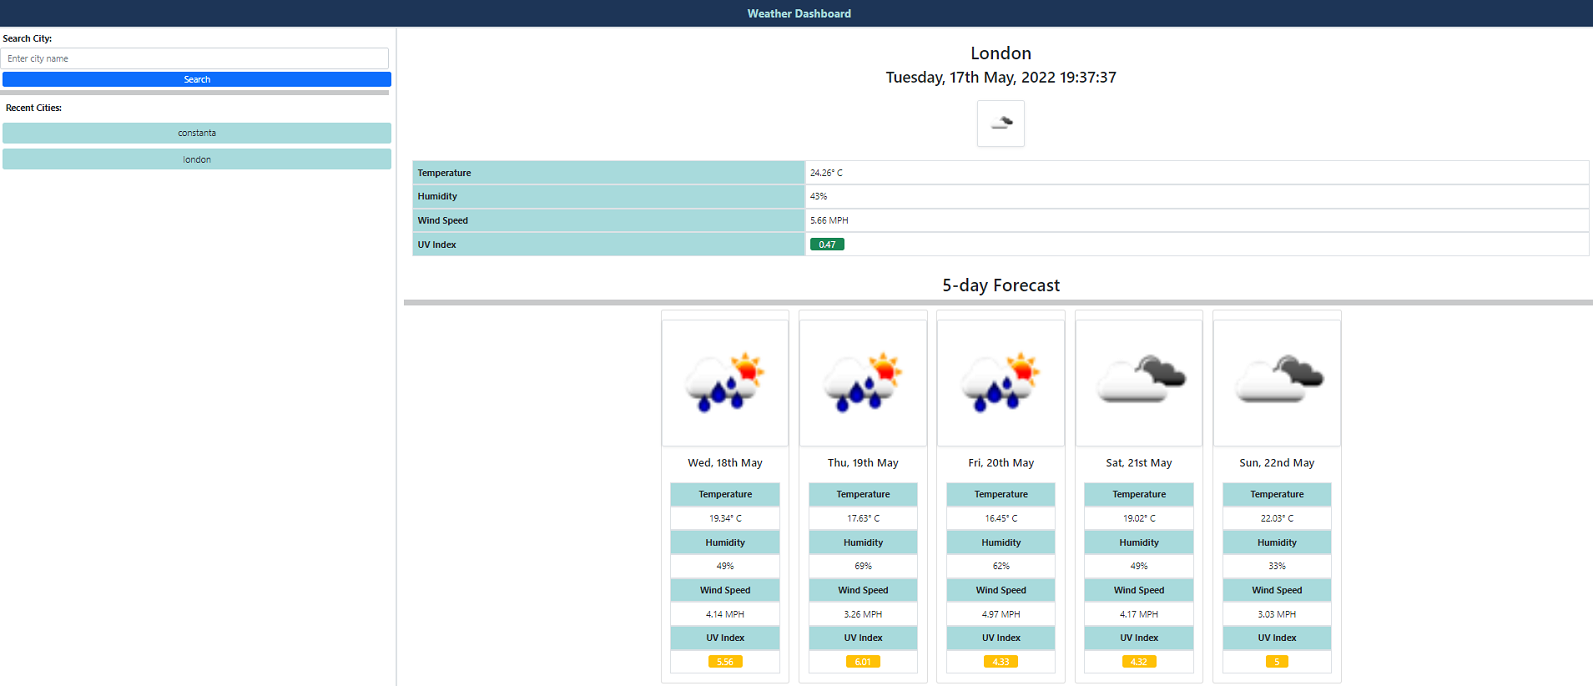 Weather Dashboard
Search City:
Enter city name
Search
Recent Cities:
constanta
london
London
Tuesday, 17th May, 2022 19:37:37
Temperature 24.26° C
Humidity 43%
Wind Speed 5.66 MPH
UV Index 0.47
5-day Forecast
Wed, 18th May
Temperature
19.34° C
Humidity
49%
Wind Speed
4.14 MPH
UV Index
5.56
Thu, 19th May
Temperature
17.63° C
Humidity
69%
Wind Speed
3.26 MPH
UV Index
6.01
Fri, 20th May
Temperature
16.45° C
Humidity
62%
Wind Speed
4.97 MPH
UV Index
4.33
Sat, 21st May
Temperature
19.02° C
Humidity
49%
Wind Speed
4.17 MPH
UV Index
4.32
Sun, 22nd May
Temperature
22.03° C
Humidity
33%
Wind Speed
3.03 MPH
UV Index
5